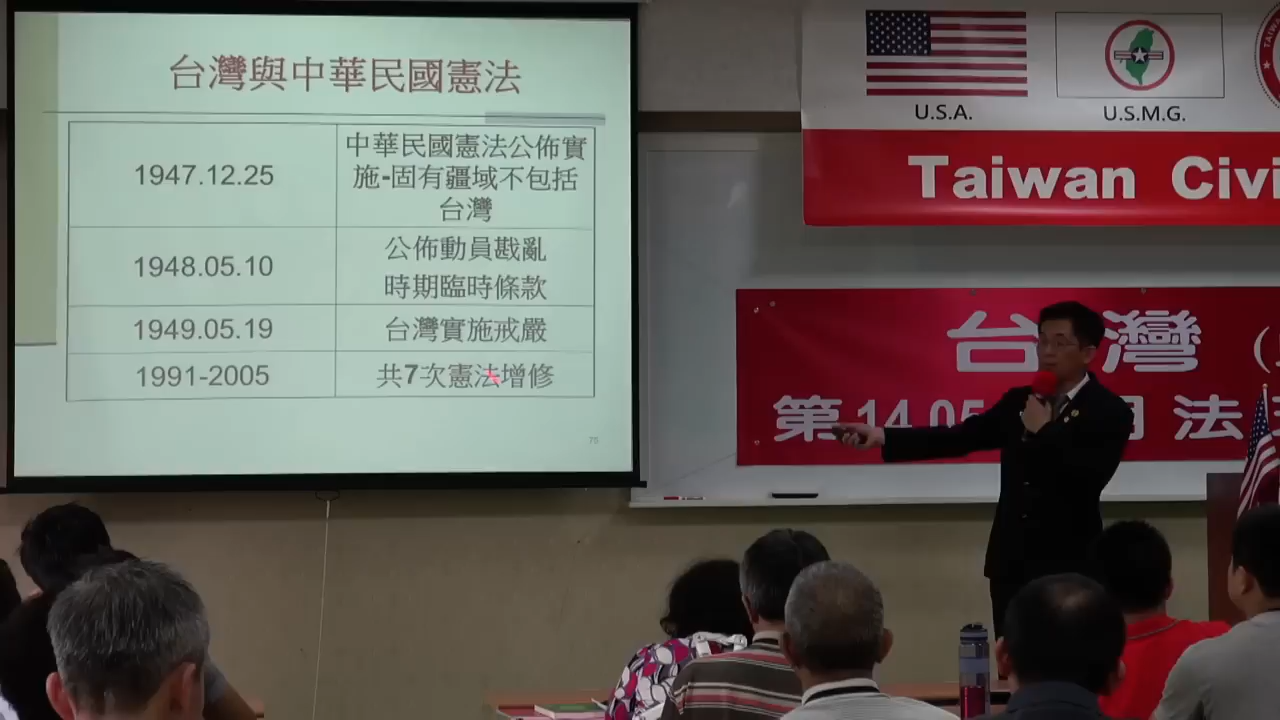 台灣與中華民國憲法
1947.12.25
中華民國憲法公佈實
施-固有疆域不包括
台灣
1948.05.10
公佈動員戡亂
時期臨時條款
1949.05.19
台灣實施戒嚴
1991-2005
共7次憲法增修
U.S.A.
U.S.M.G.
Taiwan Civi
台灣
第14.05 月法